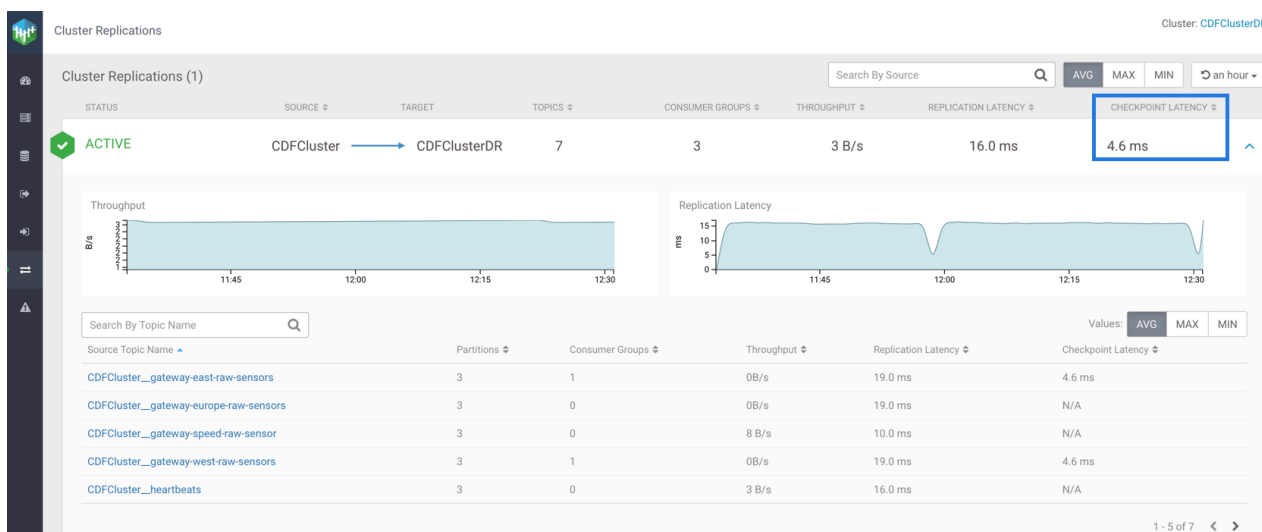 Cluster Replications
Cluster: CDFClusterD
Cluster Replications (1)
Search By Source
AVG MAX MIN
an hour
STATUS SOURCE TARGET TOPICS CONSUMER GROUPS THROUGHPUT REPLICATION LATENCY CHECKPOINT LATENCY
ACTIVE CDFCluster CDFClusterDR 7 3 3 B/s 16.0 ms 4.6 ms
Throughput
B/s
3
2
2
2
2
1
11:45 12:00 12:15 12:30
Replication Latency
ms
15
10
5
0
11:45 12:00 12:15 12:30
Search By Topic Name
Values: AVG MAX MIN
Source Topic Name Partitions Consumer Groups Throughput Replication Latency Checkpoint Latency
CDFCluster__gateway-east-raw-sensors 3 1 0B/s 19.0 ms 4.6 ms
CDFCluster__gateway-europe-raw-sensors 3 0 0B/s 19.0 ms N/A
CDFCluster__gateway-speed-raw-sensor 3 0 8 B/s 10.0 ms N/A
CDFCluster__gateway-west-raw-sensors 3 1 0B/s 19.0 ms 4.6 ms
CDFCluster__heartbeats 3 0 3 B/s 16.0 ms N/A
1 - 5 of 7